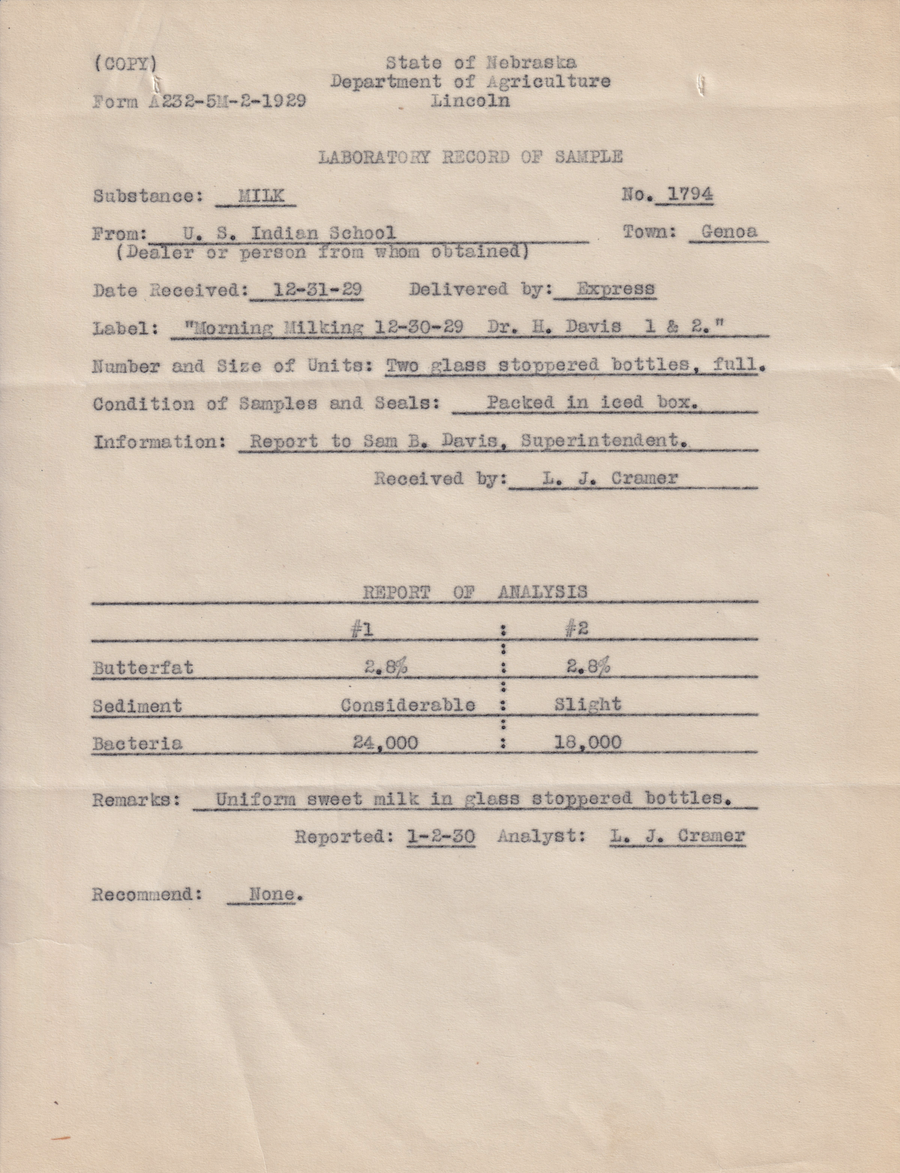 (COPY) State of Nebraska
Department of Agriculture
Form A232-5M-2-1929 Lincoln
LABORATORY RECORD OF SAMPLE
Substance: MILK No. 1794
From: U. S. Indian School Town: Genoa
(Dealer or person from whom obtained)
Date Received: 12-31-29 Delivered by: Express
Label: "Morning Milking 12-30-29 Dr. H. Davis 1 & 2."
Number and Size of Units: Two glass stoppered bottles, full.
Condition of Samples and Seals: Packed in iced box.
Information: Report to Sam B. Davis, Superintendent.
Received by: L. J. Cramer
REPORT OF ANALYSIS
#1 : #2
Butterfat 2.8% : 2.8%
Sediment Considerable : Slight
Bacteria 24,000 : 18,000
Remarks: Uniform sweet milk in glass stoppered bottles.
Reported: 1-2-30 Analyst: L. J. Cramer
Recommend: None.